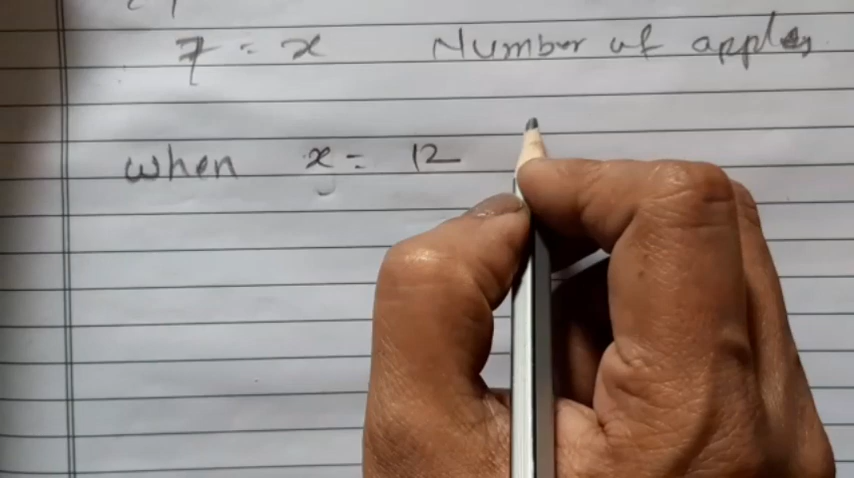 7 = x Number of apples
when x = 12